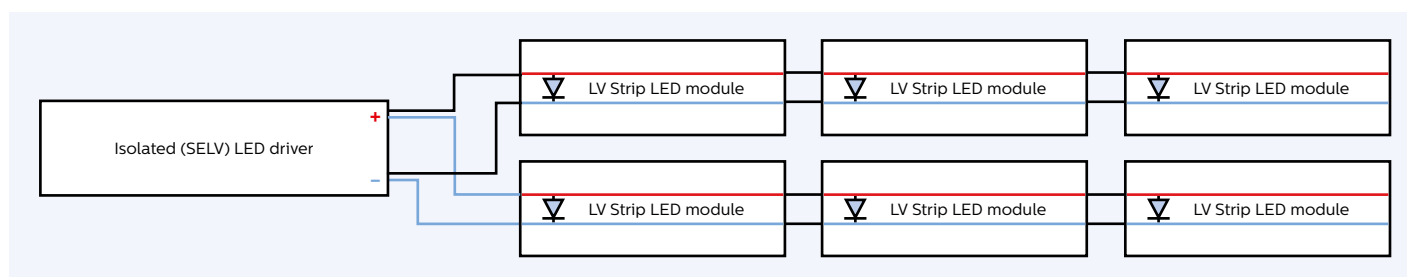 LV Strip LED module
LV Strip LED module
LV Strip LED module
+
Isolated (SELV) LED driver
–
LV Strip LED module
LV Strip LED module
LV Strip LED module